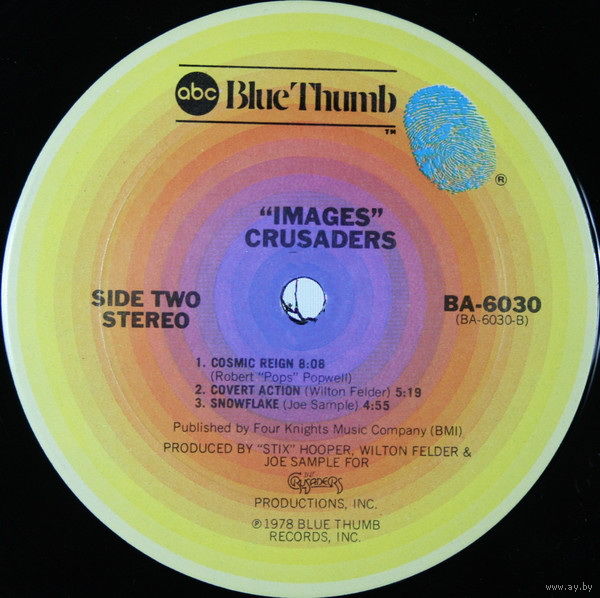 abc Blue Thumb
TM
®
"IMAGES"
CRUSADERS
SIDE TWO
STEREO
BA-6030
(BA-6030-B)
1. COSMIC REIGN 8:08
(Robert "Pops" Popwell)
2. COVERT ACTION (Wilton Felder) 5:19
3. SNOWFLAKE (Joe Sample) 4:55
Published by Four Knights Music Company (BMI)
PRODUCED BY "STIX" HOOPER, WILTON FELDER &
JOE SAMPLE FOR
THE
CRUSADERS
PRODUCTIONS, INC.
℗ 1978 BLUE THUMB
RECORDS, INC.
www.ay.by